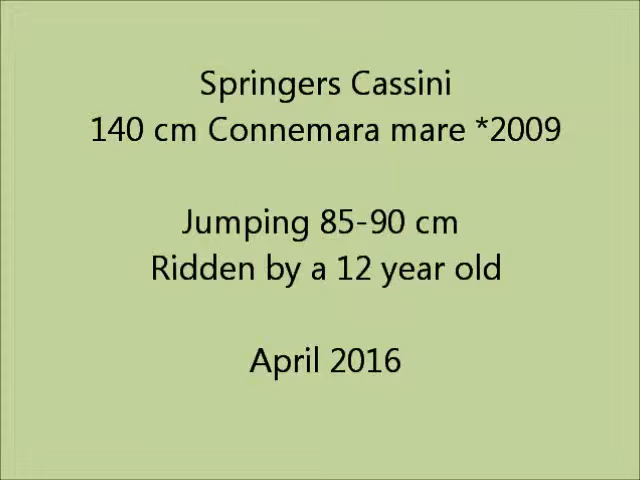 Springers Cassini
140 cm Connemara mare *2009
Jumping 85-90 cm
Ridden by a 12 year old
April 2016